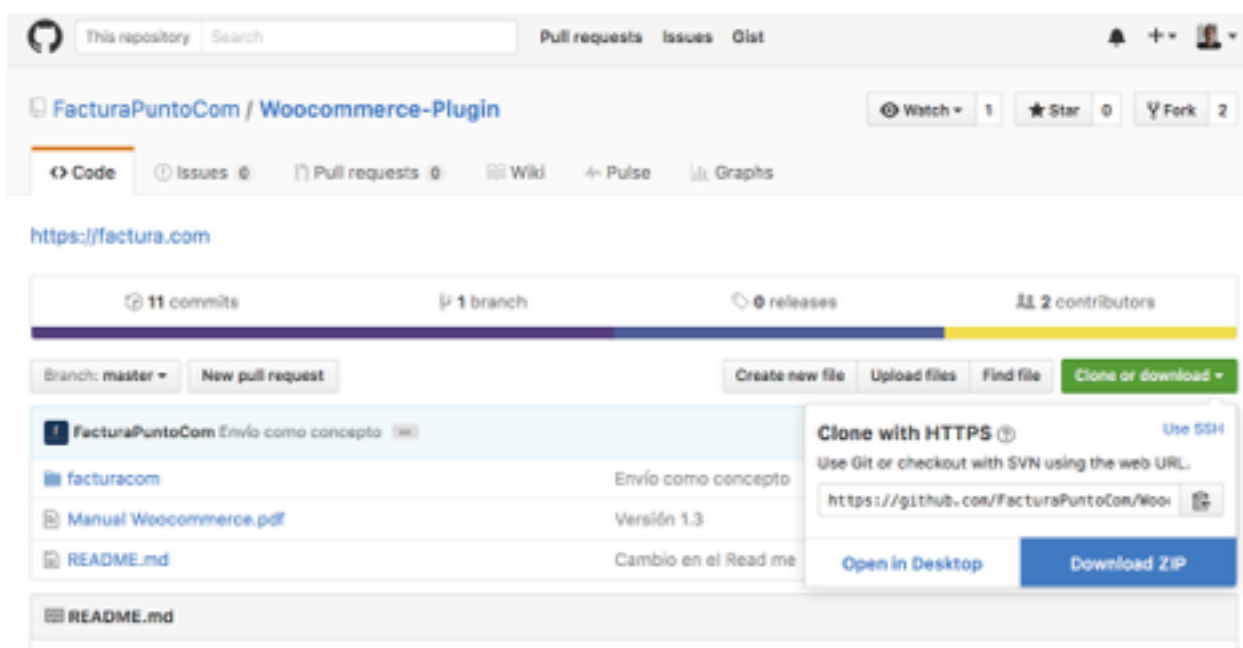 This repository Search Pull requests Issues Gist
FacturaPuntoCom / Woocommerce-Plugin Watch 1 Star 0 Fork 2
Code Issues 0 Pull requests 0 Wiki Pulse Graphs
https://factura.com
11 commits 1 branch 0 releases 2 contributors
Branch: master New pull request Create new file Upload files Find file Clone or download
FacturaPuntoCom Envío como concepto
Clone with HTTPS Use SSH
Use Git or checkout with SVN using the web URL.
facturacom Envío como concepto
https://github.com/FacturaPuntoCom/Woo
Manual Woocommerce.pdf Versión 1.3
README.md Cambio en el Read me
Open in Desktop Download ZIP
README.md